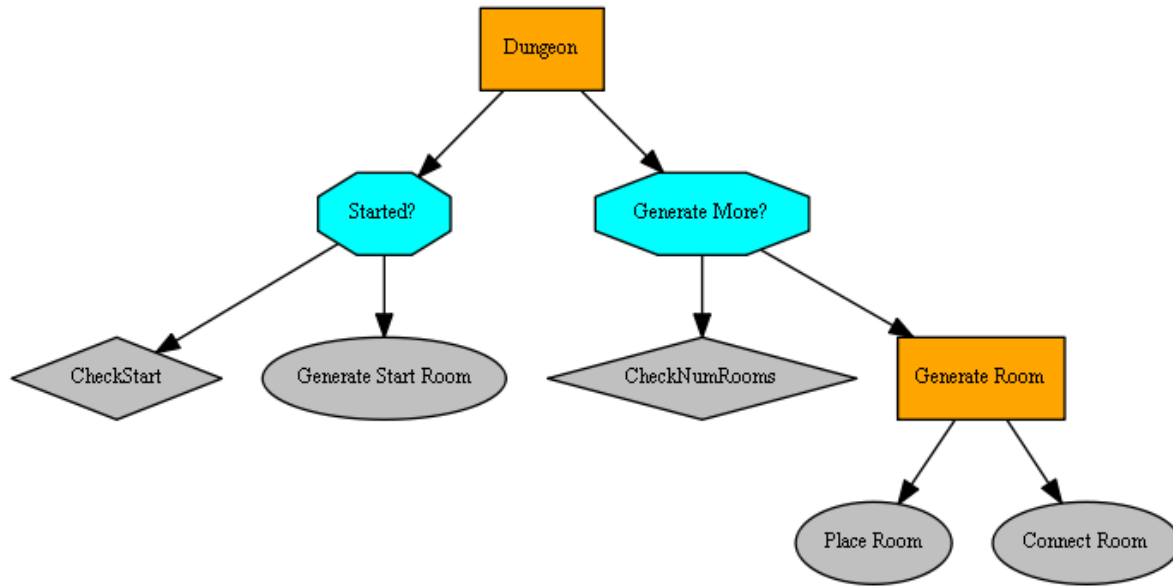 Dungeon
Started?
Generate More?
CheckStart
Generate Start Room
CheckNumRooms
Generate Room
Place Room
Connect Room